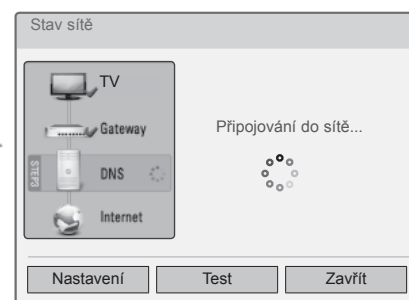 Stav sítě
TV
Gateway
STEP3
DNS
Internet
Připojování do sítě...
Nastavení
Test
Zavřít